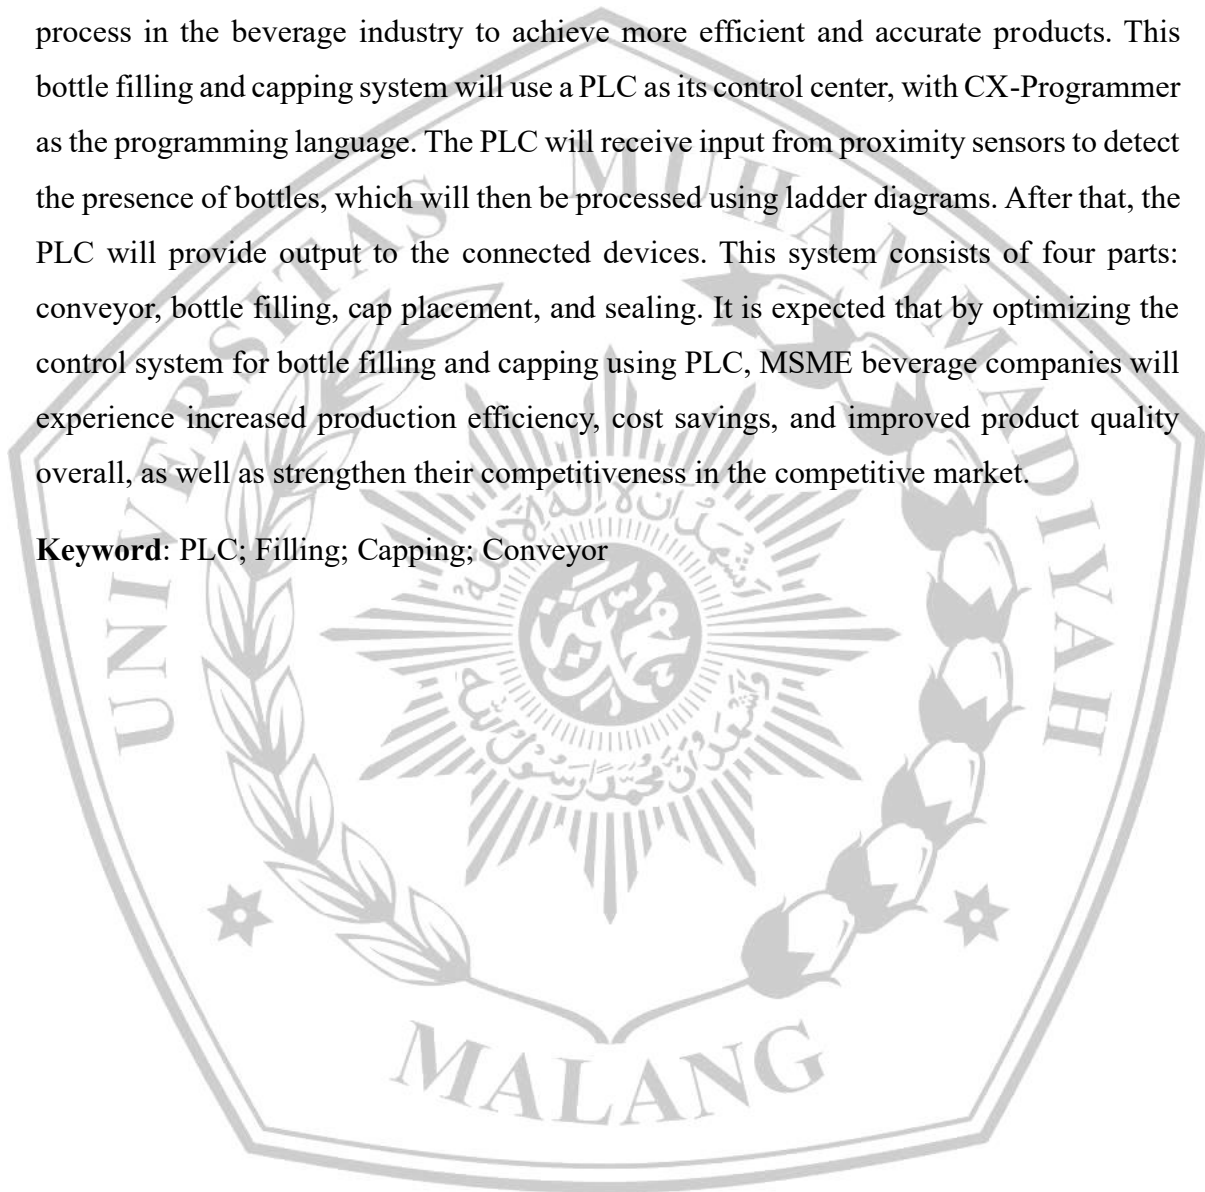 process in the beverage industry to achieve more efficient and accurate products. This
bottle filling and capping system will use a PLC as its control center, with CX-Programmer
as the programming language. The PLC will receive input from proximity sensors to detect
the presence of bottles, which will then be processed using ladder diagrams. After that, the
PLC will provide output to the connected devices. This system consists of four parts:
conveyor, bottle filling, cap placement, and sealing. It is expected that by optimizing the
control system for bottle filling and capping using PLC, MSME beverage companies will
experience increased production efficiency, cost savings, and improved product quality
overall, as well as strengthen their competitiveness in the competitive market.
Keyword: PLC; Filling; Capping; Conveyor
UNIVERSITAS MUHAMMADIYAH
MALANG